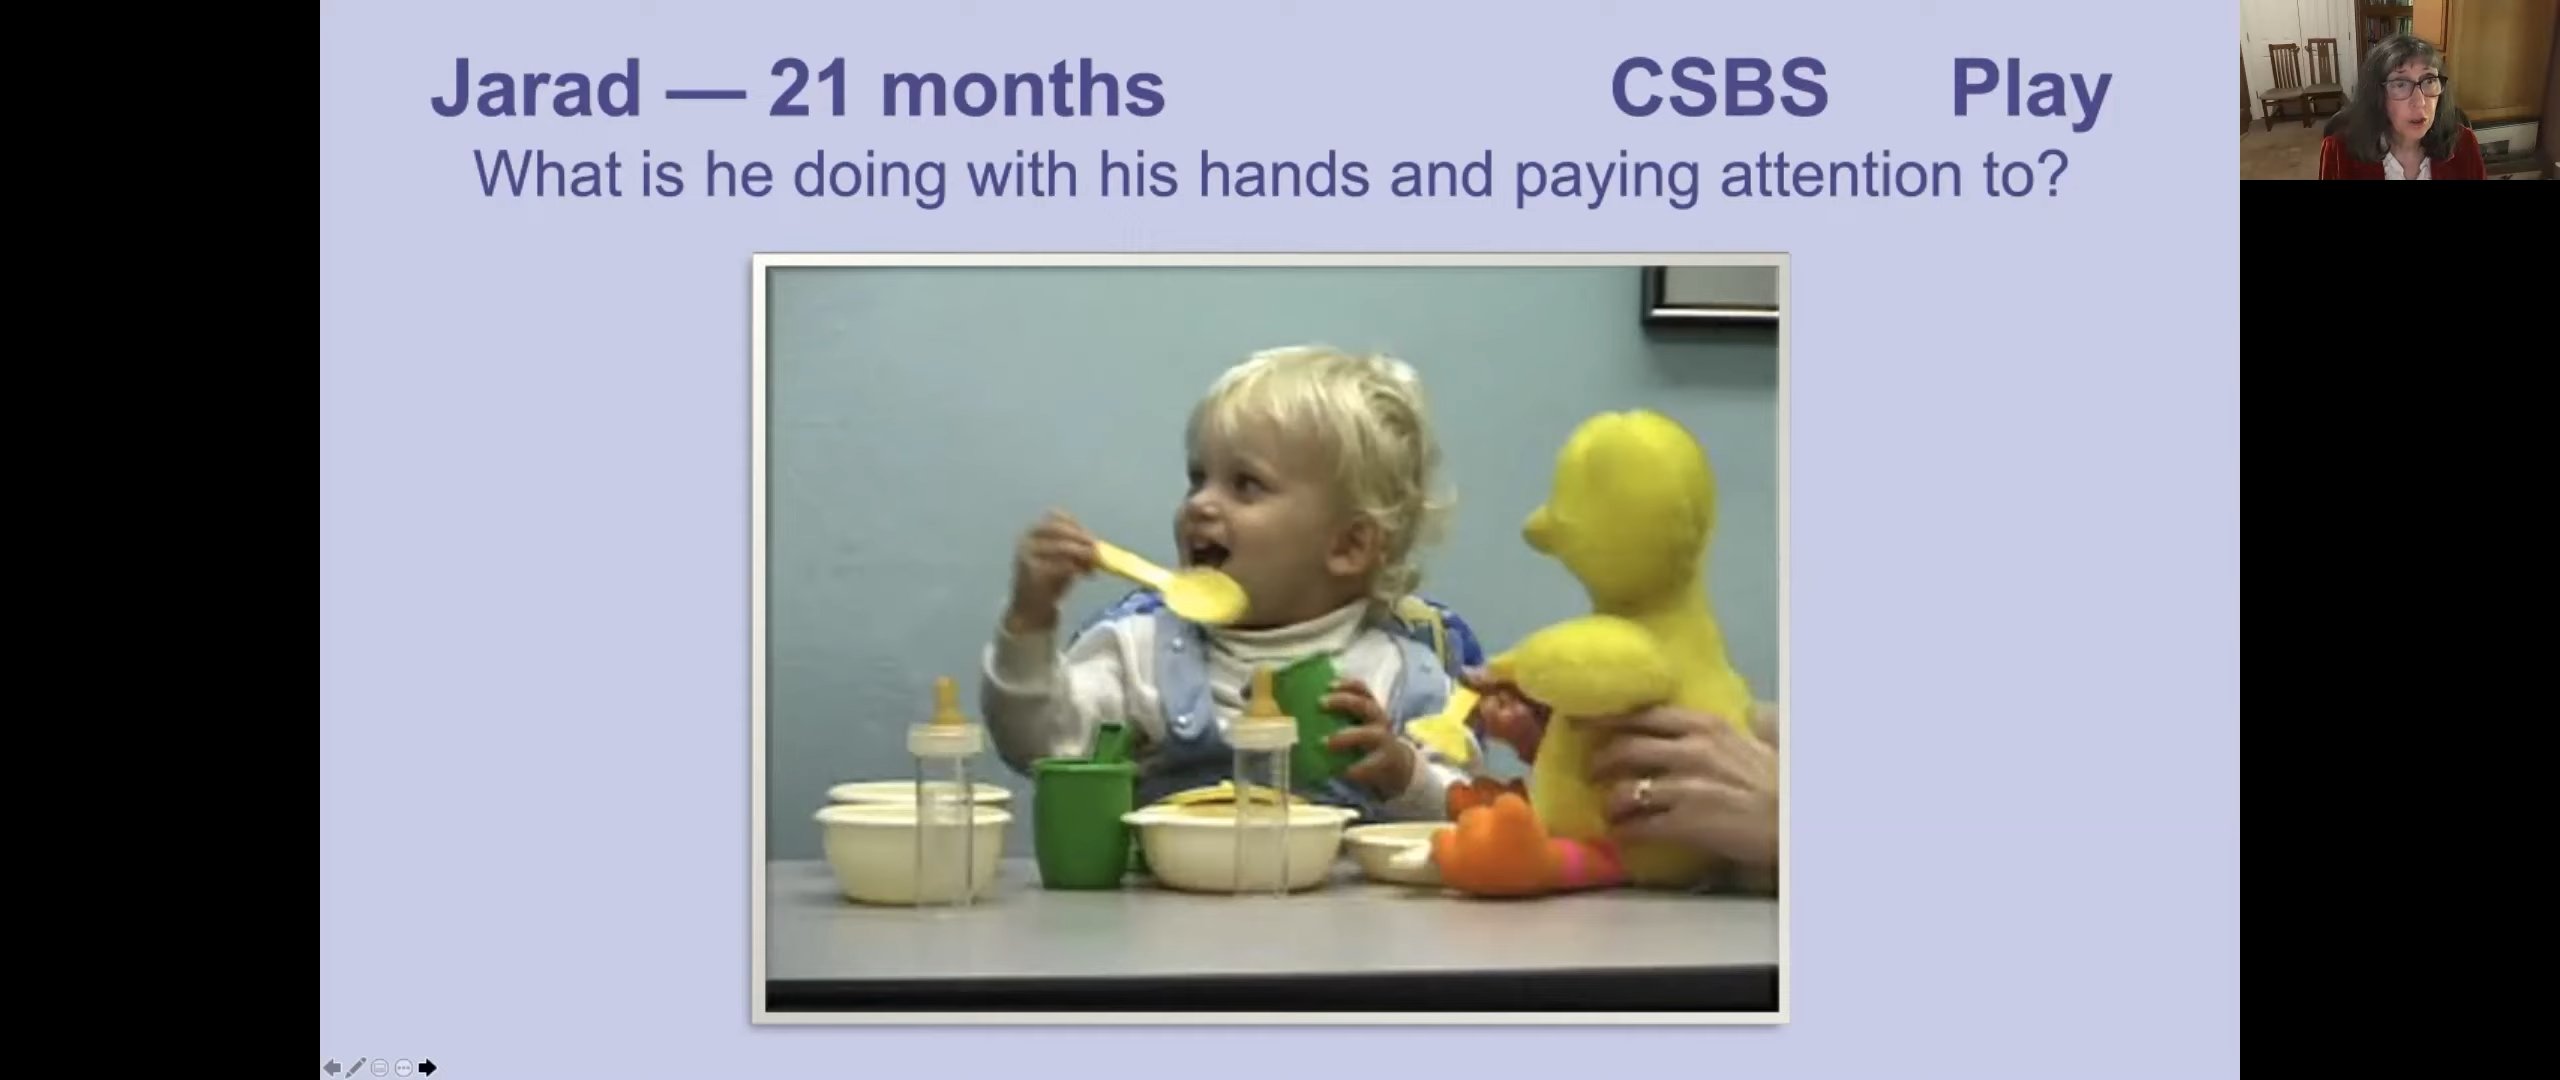 Jarad — 21 months CSBS Play
What is he doing with his hands and paying attention to?